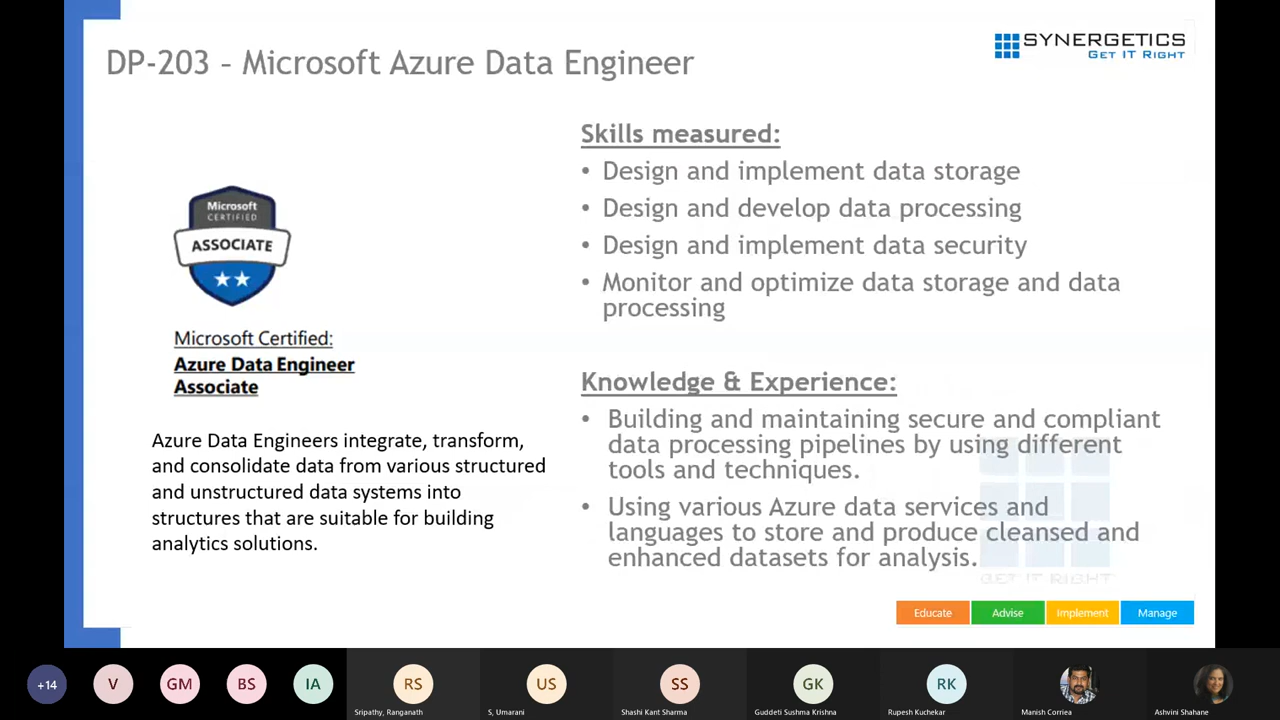 DP-203 – Microsoft Azure Data Engineer
SYNERGETICS
GET IT RIGHT
Microsoft
CERTIFIED
ASSOCIATE
Microsoft Certified:
Azure Data Engineer
Associate
Azure Data Engineers integrate, transform,
and consolidate data from various structured
and unstructured data systems into
structures that are suitable for building
analytics solutions.
Skills measured:
• Design and implement data storage
• Design and develop data processing
• Design and implement data security
• Monitor and optimize data storage and data
processing
Knowledge & Experience:
• Building and maintaining secure and compliant
data processing pipelines by using different
tools and techniques.
• Using various Azure data services and
languages to store and produce cleansed and
enhanced datasets for analysis.
GET IT RIGHT
Educate Advise Implement Manage
+14 V GM BS IA RS US SS GK RK
Sripathy, Ranganath S, Umarani Shashi Kant Sharma Guddeti Sushma Krishna Rupesh Kuchekar Manish Corriea Ashvini Shahane